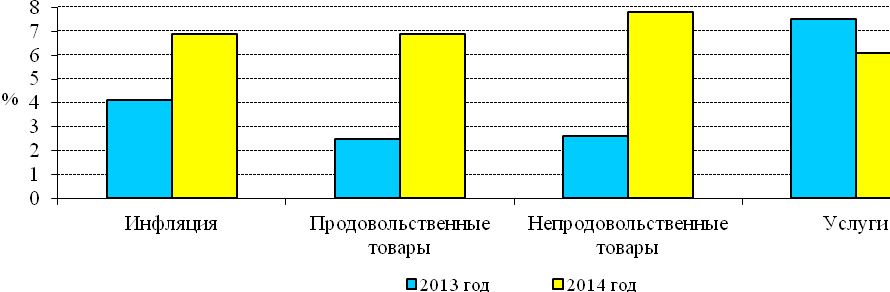 8
7
6
5
4
3
2
1
0
%
Инфляция
Продовольственные
товары
Непродовольственные
товары
Услуги
2013 год
2014 год